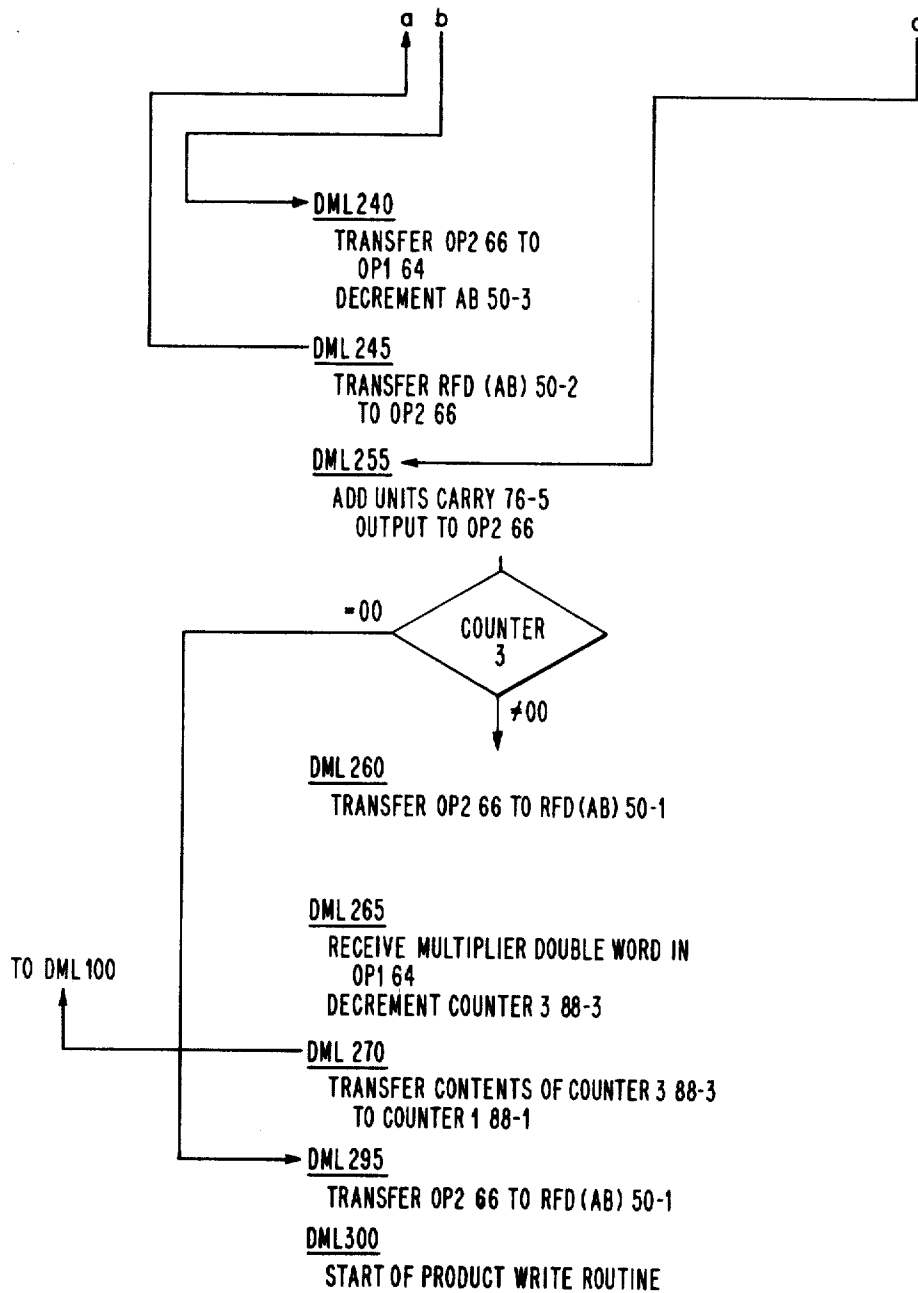 a b
c
DML240
TRANSFER OP2 66 TO
OP1 64
DECREMENT AB 50-3
DML245
TRANSFER RFD (AB) 50-2
TO OP2 66
DML255
ADD UNITS CARRY 76-5
OUTPUT TO OP2 66
=00
COUNTER
3
≠00
DML260
TRANSFER OP2 66 TO RFD(AB) 50-1
DML265
RECEIVE MULTIPLIER DOUBLE WORD IN
OP1 64
DECREMENT COUNTER 3 88-3
TO DML100
DML 270
TRANSFER CONTENTS OF COUNTER 3 88-3
TO COUNTER 1 88-1
DML295
TRANSFER OP2 66 TO RFD(AB) 50-1
DML300
START OF PRODUCT WRITE ROUTINE